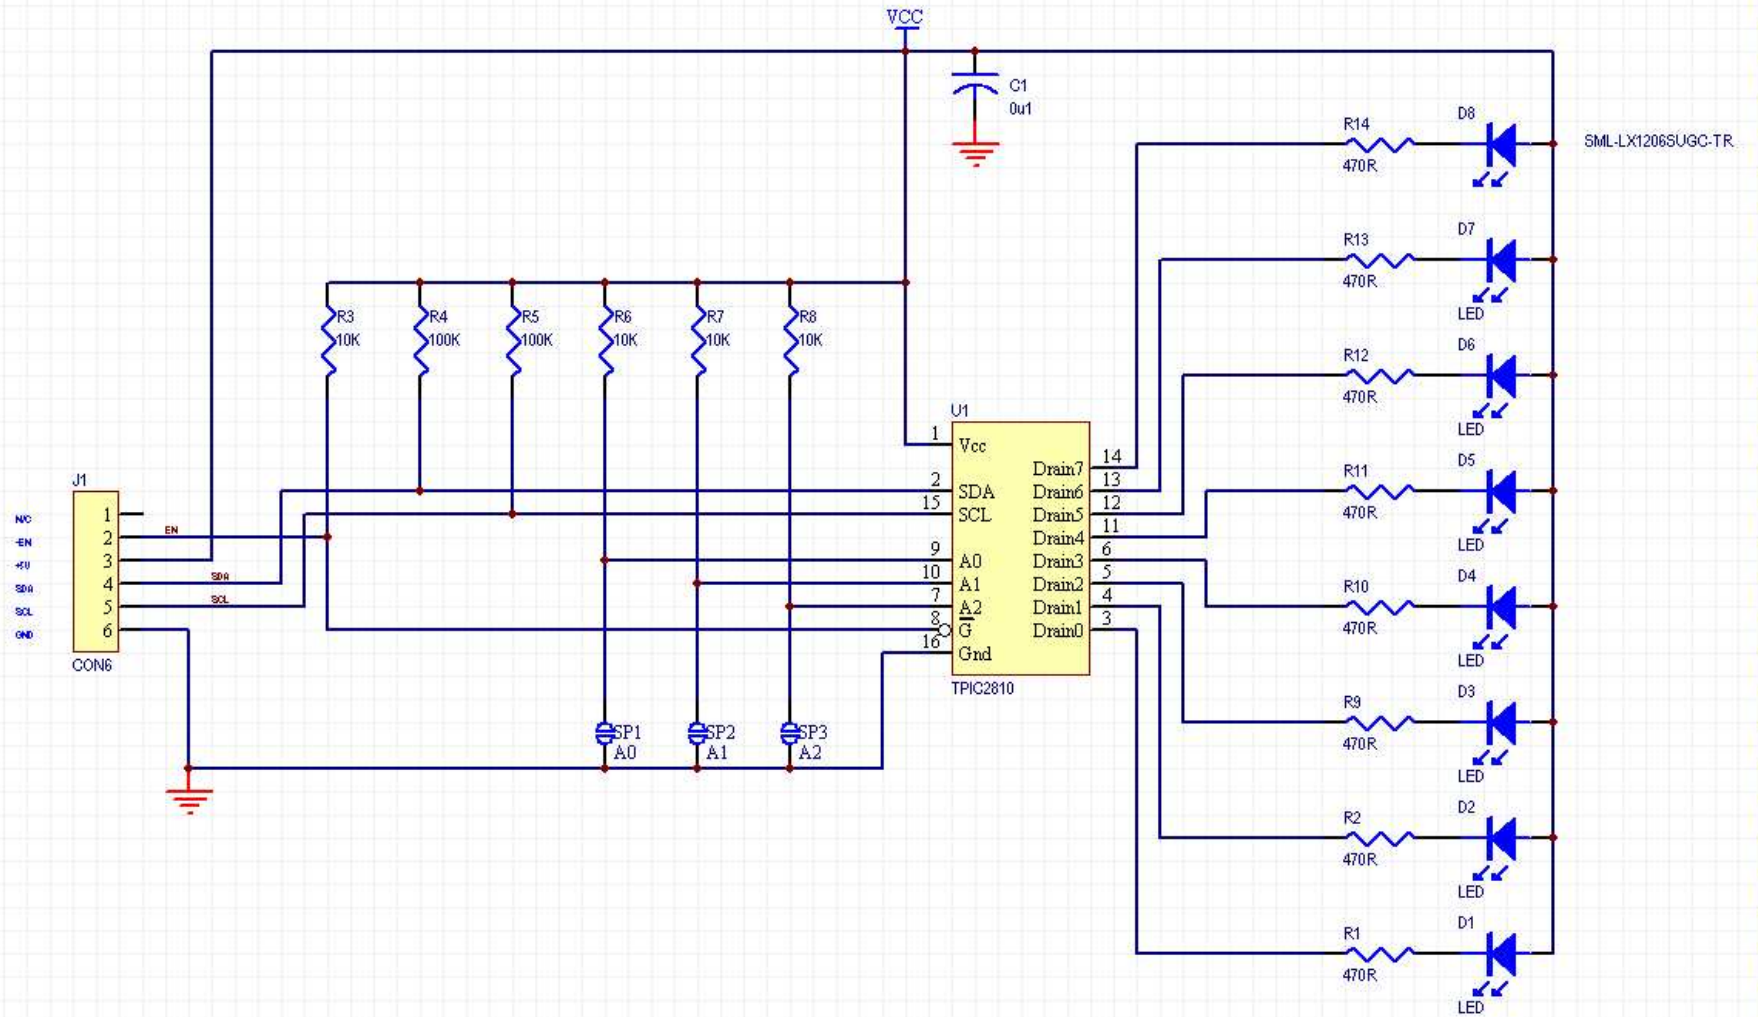 VCC
C1
0u1
R14
470R
D8
SML-LX1206SUGC-TR
R13
470R
D7
LED
R3
10K
R4
100K
R5
100K
R6
10K
R7
10K
R8
10K
R12
470R
D6
LED
U1
1 Vcc
2 SDA
15 SCL
9 A0
10 A1
7 A2
8 G
16 Gnd
Drain7 14
Drain6 13
Drain5 12
Drain4 11
Drain3 6
Drain2 5
Drain1 4
Drain0 3
TPIC2810
R11
470R
D5
LED
J1
N/C 1
-EN 2 EN
+5V 3
SDA 4 SDA
SCL 5 SCL
GND 6
CON6
R10
470R
D4
LED
SP1
A0
SP2
A1
SP3
A2
R9
470R
D3
LED
R2
470R
D2
LED
R1
470R
D1
LED